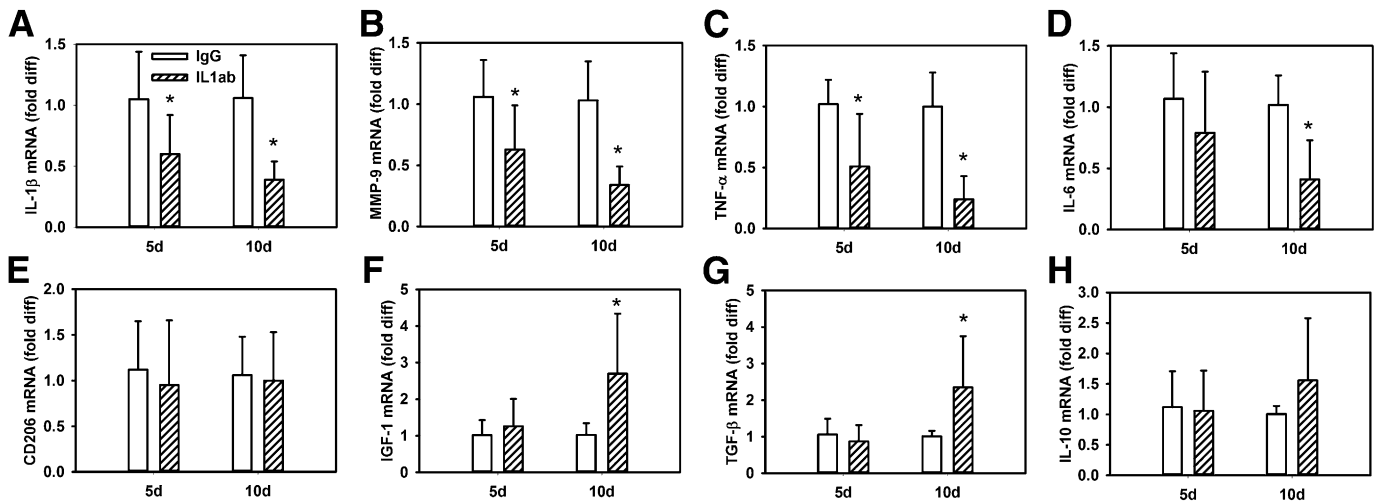 A
IL-1β mRNA (fold diff)
1.5
1.0
0.5
0.0
IgG
IL1ab
*
*
5d
10d
B
MMP-9 mRNA (fold diff)
1.5
1.0
0.5
0.0
*
*
5d
10d
C
TNF-α mRNA (fold diff)
1.5
1.0
0.5
0.0
*
*
5d
10d
D
IL-6 mRNA (fold diff)
1.5
1.0
0.5
0.0
*
5d
10d
E
CD206 mRNA (fold diff)
2.0
1.5
1.0
0.5
0.0
5d
10d
F
IGF-1 mRNA (fold diff)
5
4
3
2
1
0
*
5d
10d
G
TGF-β mRNA (fold diff)
5
4
3
2
1
0
*
5d
10d
H
IL-10 mRNA (fold diff)
3.0
2.5
2.0
1.5
1.0
0.5
0.0
5d
10d